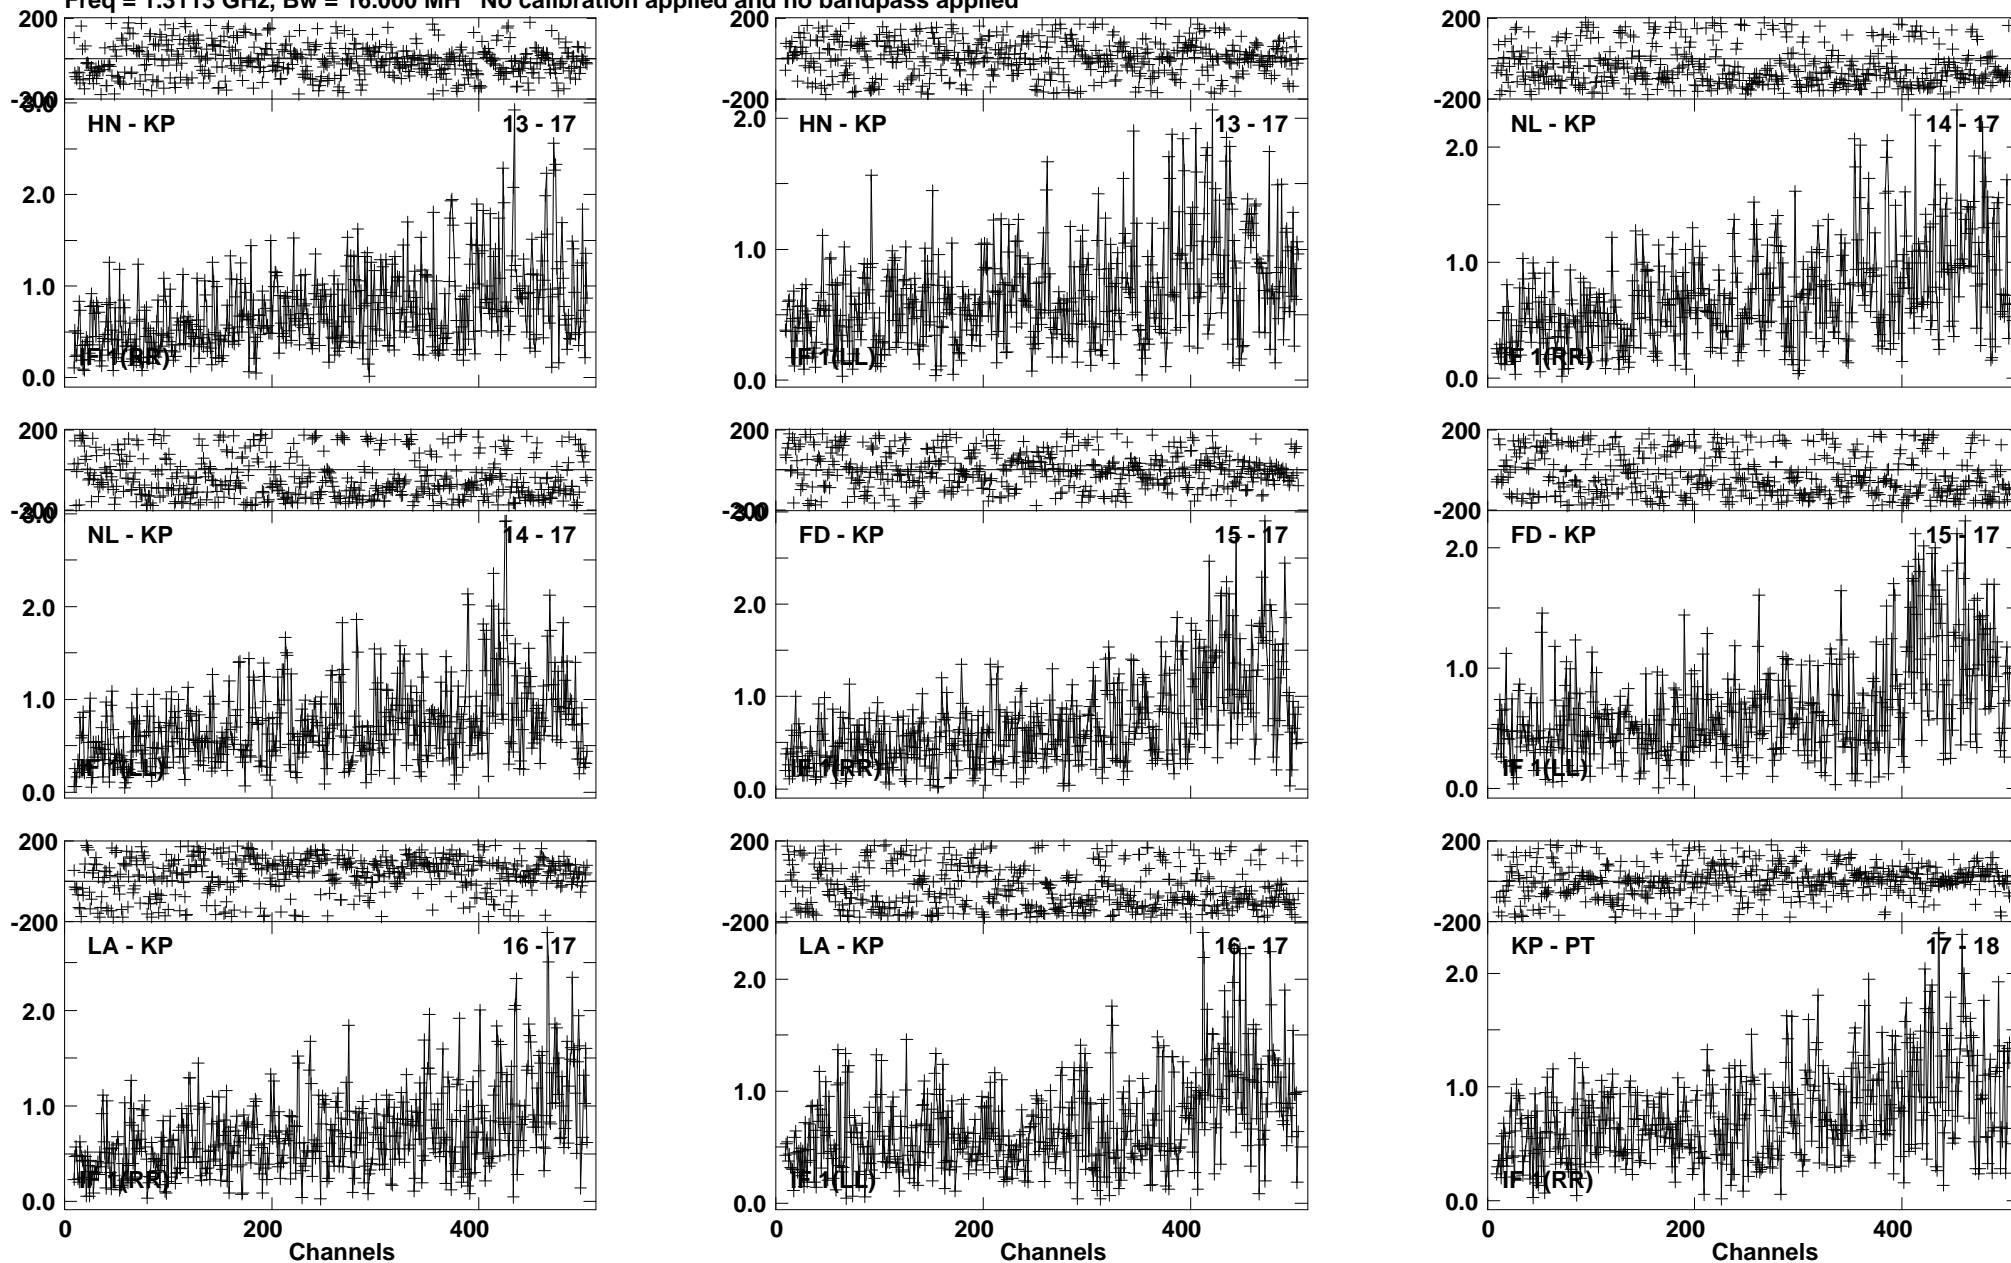 Freq = 1.3113 GHz, Bw = 16.000 MH No calibration applied and no bandpass applied
200 200 200
-200 -200 -200
3.0
HN - KP 13 - 17 HN - KP 13 - 17 NL - KP 14 - 17
2.0 2.0 2.0
1.0 1.0 1.0
IF 1(RR) IF 1(LL) IF 1(RR)
0.0 0.0 0.0
200 200 200
-200 -200 -200
3.0 3.0
NL - KP 14 - 17 FD - KP 15 - 17 FD - KP 15 - 17
2.0 2.0 2.0
1.0 1.0 1.0
IF 1(LL) IF 1(RR) IF 1(LL)
0.0 0.0 0.0
200 200 200
-200 -200 -200
LA - KP 16 - 17 LA - KP 16 - 17 KP - PT 17 - 18
2.0 2.0 2.0
1.0 1.0 1.0
IF 1(RR) IF 1(LL) IF 1(RR)
0.0 0.0 0.0
0 200 400 0 200 400 0 200 400
Channels Channels Channels